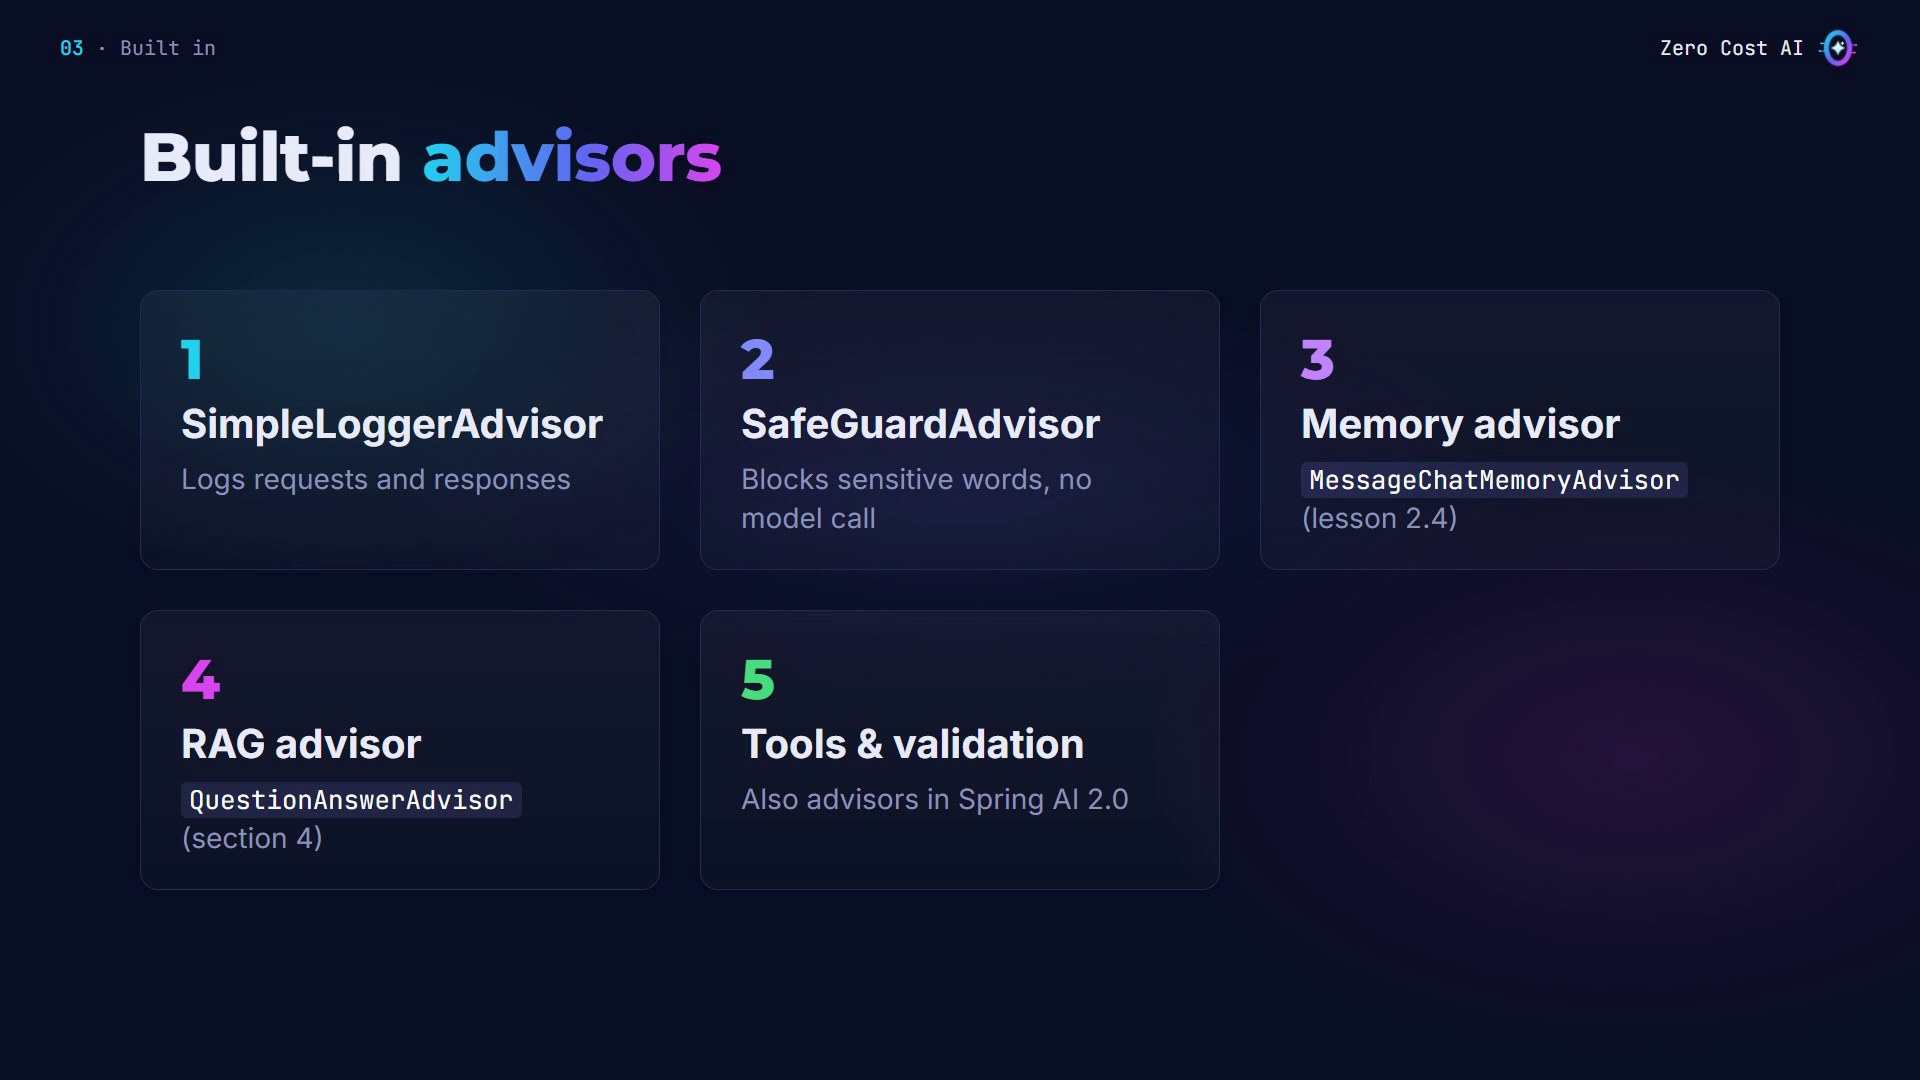 03 · Built in
Zero Cost AI
Built-in advisors
1
SimpleLoggerAdvisor
Logs requests and responses
2
SafeGuardAdvisor
Blocks sensitive words, no
model call
3
Memory advisor
MessageChatMemoryAdvisor
(lesson 2.4)
4
RAG advisor
QuestionAnswerAdvisor
(section 4)
5
Tools & validation
Also advisors in Spring AI 2.0